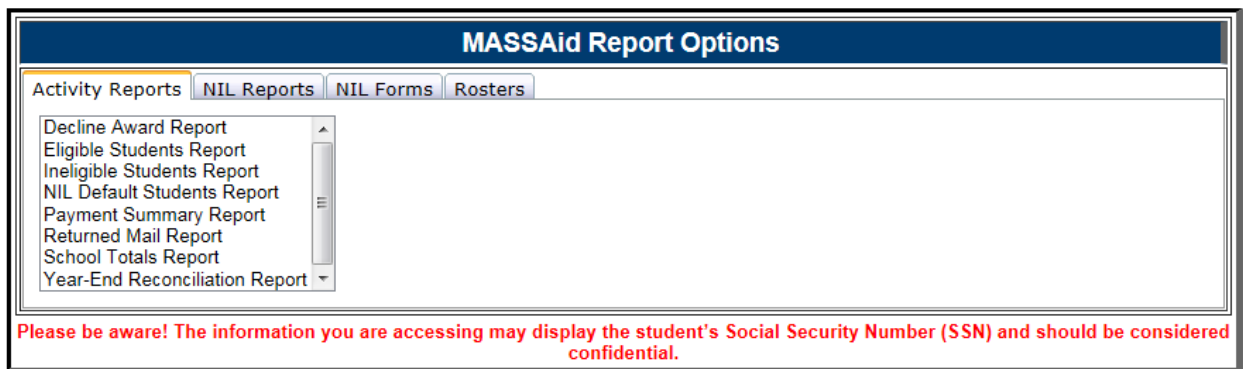 MASSAid Report Options
Activity Reports NIL Reports NIL Forms Rosters
Decline Award Report
Eligible Students Report
Ineligible Students Report
NIL Default Students Report
Payment Summary Report
Returned Mail Report
School Totals Report
Year-End Reconciliation Report
Please be aware! The information you are accessing may display the student's Social Security Number (SSN) and should be considered
confidential.